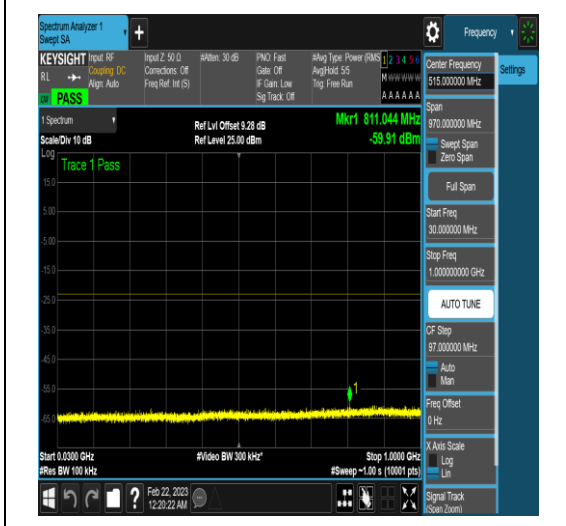 Spectrum Analyzer 1
Swept SA
+
Frequency
Settings
KEYSIGHT
RL
Input: RF
Coupling: DC
Align: Auto
Input Z: 50 Ω
Corrections: Off
Freq Ref: Int (S)
#Atten: 30 dB
PNO: Fast
Gate: Off
IF Gain: Low
Sig Track: Off
#Avg Type: Power (RMS
Avg|Hold: 5/5
Trig: Free Run
1 2 3 4 5 6
M W W W W W
A A A A A A
PASS
1 Spectrum
Scale/Div 10 dB
Ref Lvl Offset 9.28 dB
Ref Level 25.00 dBm
Mkr1 811.044 MHz
-59.91 dBm
Log
Trace 1 Pass
15.0
5.00
-5.00
-15.0
-25.0
-35.0
-45.0
-55.0
-65.0
1
Start 0.0300 GHz
#Res BW 100 kHz
#Video BW 300 kHz*
Stop 1.0000 GHz
#Sweep ~1.00 s (10001 pts)
?
Feb 22, 2023
12:20:22 AM
Center Frequency
515.000000 MHz
Span
970.000000 MHz
Swept Span
Zero Span
Full Span
Start Freq
30.000000 MHz
Stop Freq
1.000000000 GHz
AUTO TUNE
CF Step
97.000000 MHz
Auto
Man
Freq Offset
0 Hz
X Axis Scale
Log
Lin
Signal Track
(Span Zoom)